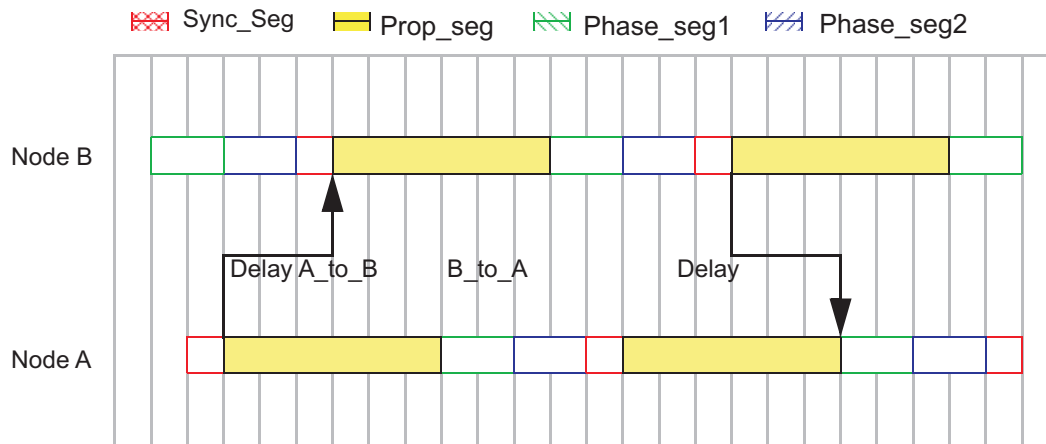 Sync_Seg Prop_seg Phase_seg1 Phase_seg2
Node B
Delay A_to_B B_to_A Delay
Node A